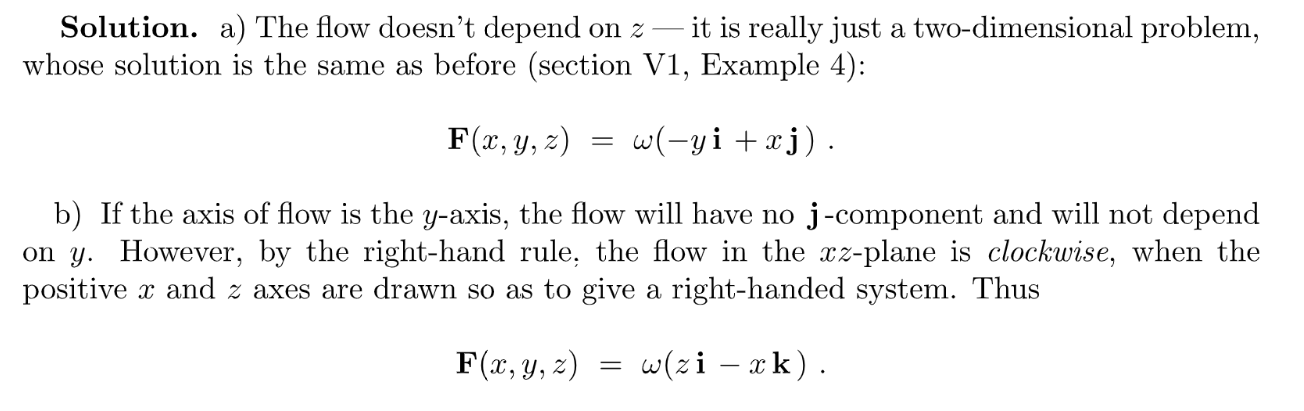 Solution. a) The flow doesn't depend on z — it is really just a two-dimensional problem,
whose solution is the same as before (section V1, Example 4):
F(x, y, z) = ω(−y i + x j) .
b) If the axis of flow is the y-axis, the flow will have no j-component and will not depend
on y. However, by the right-hand rule, the flow in the xz-plane is clockwise, when the
positive x and z axes are drawn so as to give a right-handed system. Thus
F(x, y, z) = ω(z i − x k) .